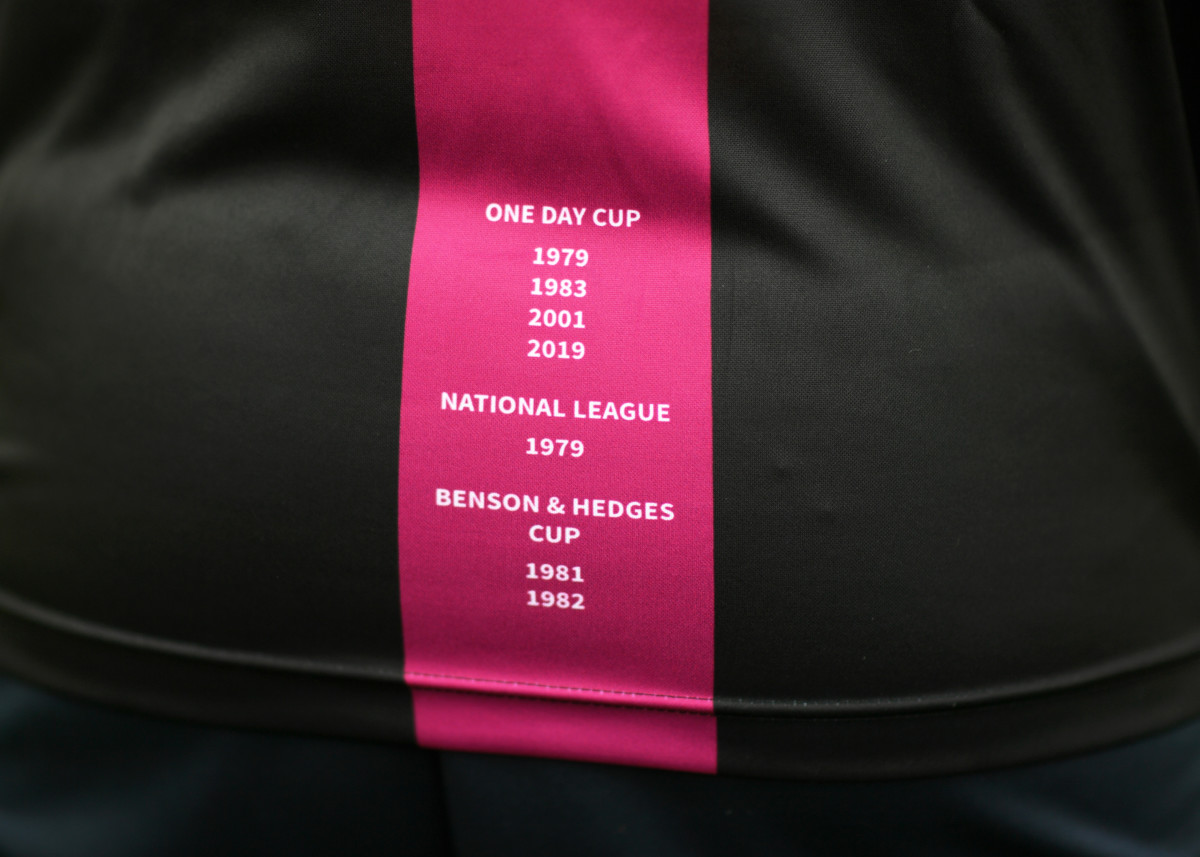 ONE DAY CUP
1979
1983
2001
2019
NATIONAL LEAGUE
1979
BENSON & HEDGES
CUP
1981
1982